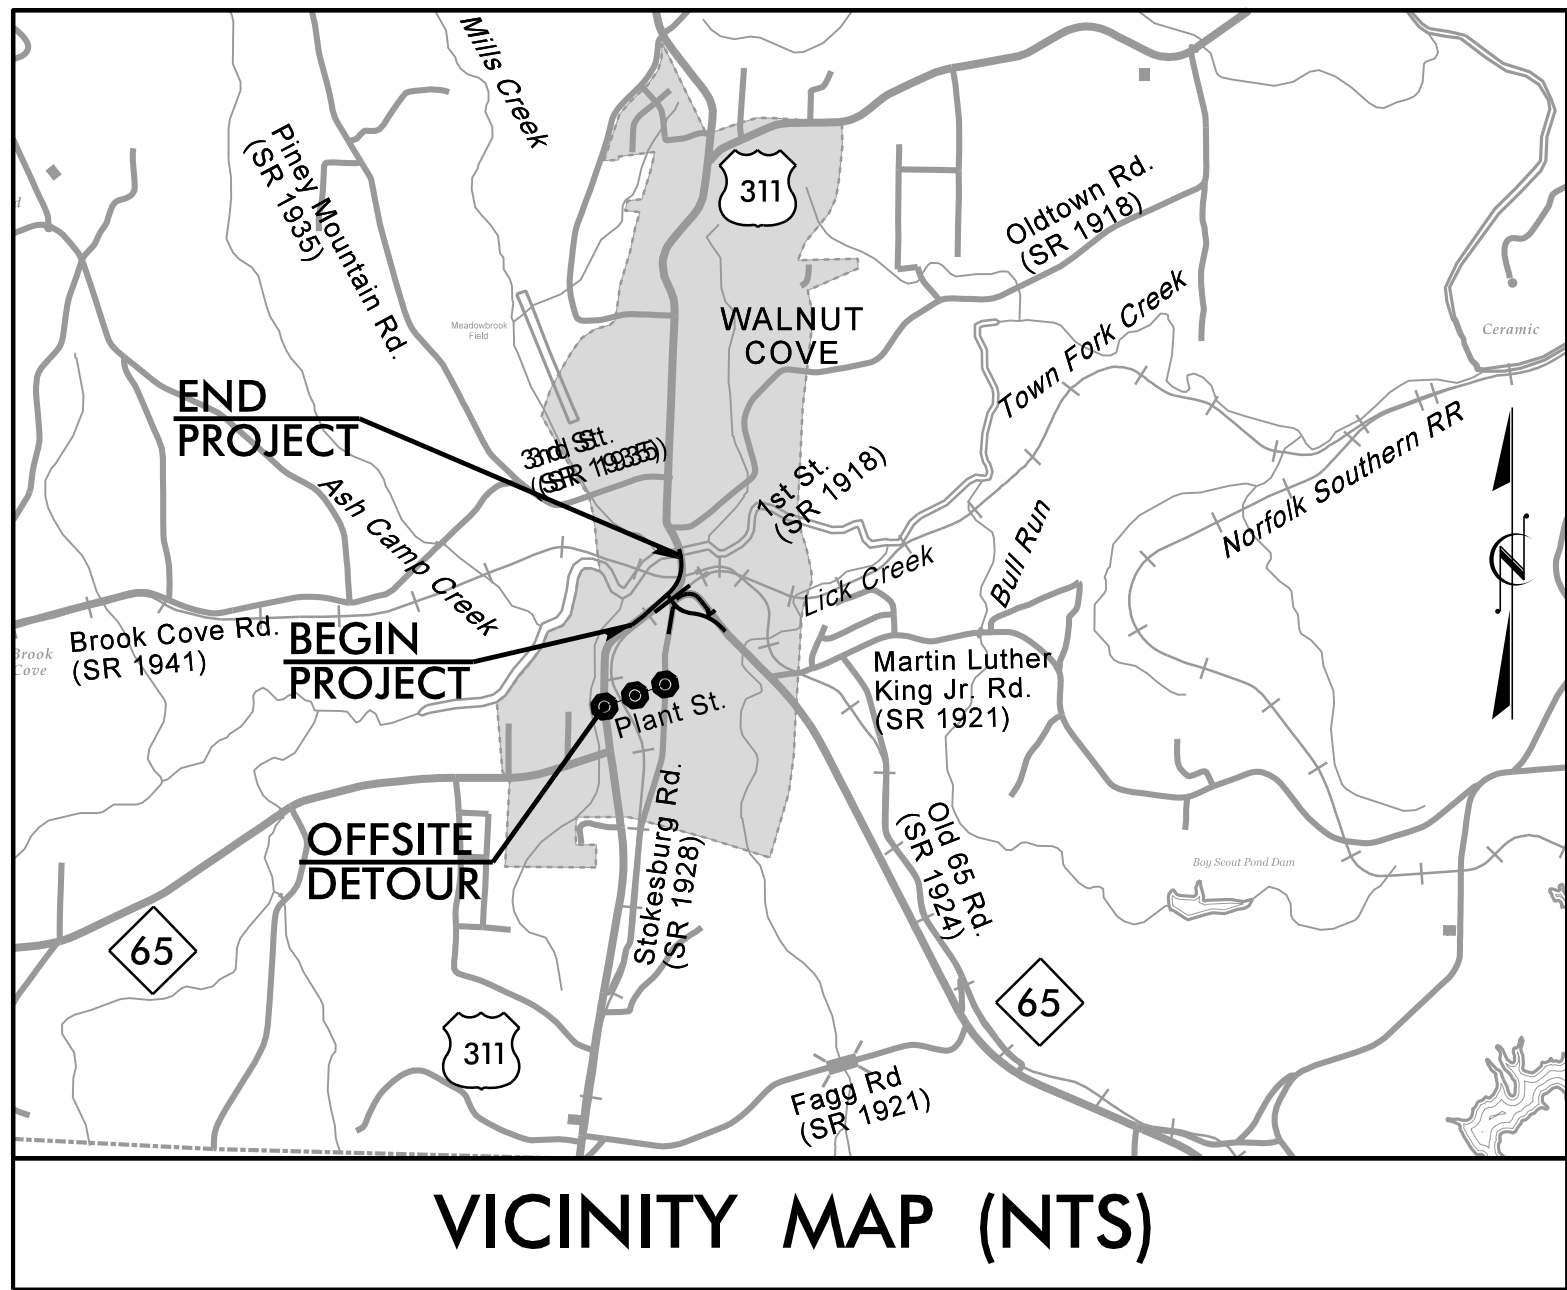 Mills Creek
Piney Mountain Rd.
(SR 1935)
311
Oldtown Rd.
(SR 1918)
Town Fork Creek
WALNUT
COVE
Meadowbrook
Field
Ceramic
END
PROJECT
1st St.
(SR 1918)
Norfolk Southern RR
Ash Camp Creek
Bull Run
Lick Creek
Brook Cove Rd.
(SR 1941)
Brook
Cove
BEGIN
PROJECT
Martin Luther
King Jr. Rd.
(SR 1921)
Plant St.
N
OFFSITE
DETOUR
Stokesburg Rd.
(SR 1928)
Old 65 Rd.
(SR 1924)
Boy Scout Pond Dam
65
65
311
Fagg Rd
(SR 1921)
VICINITY MAP (NTS)